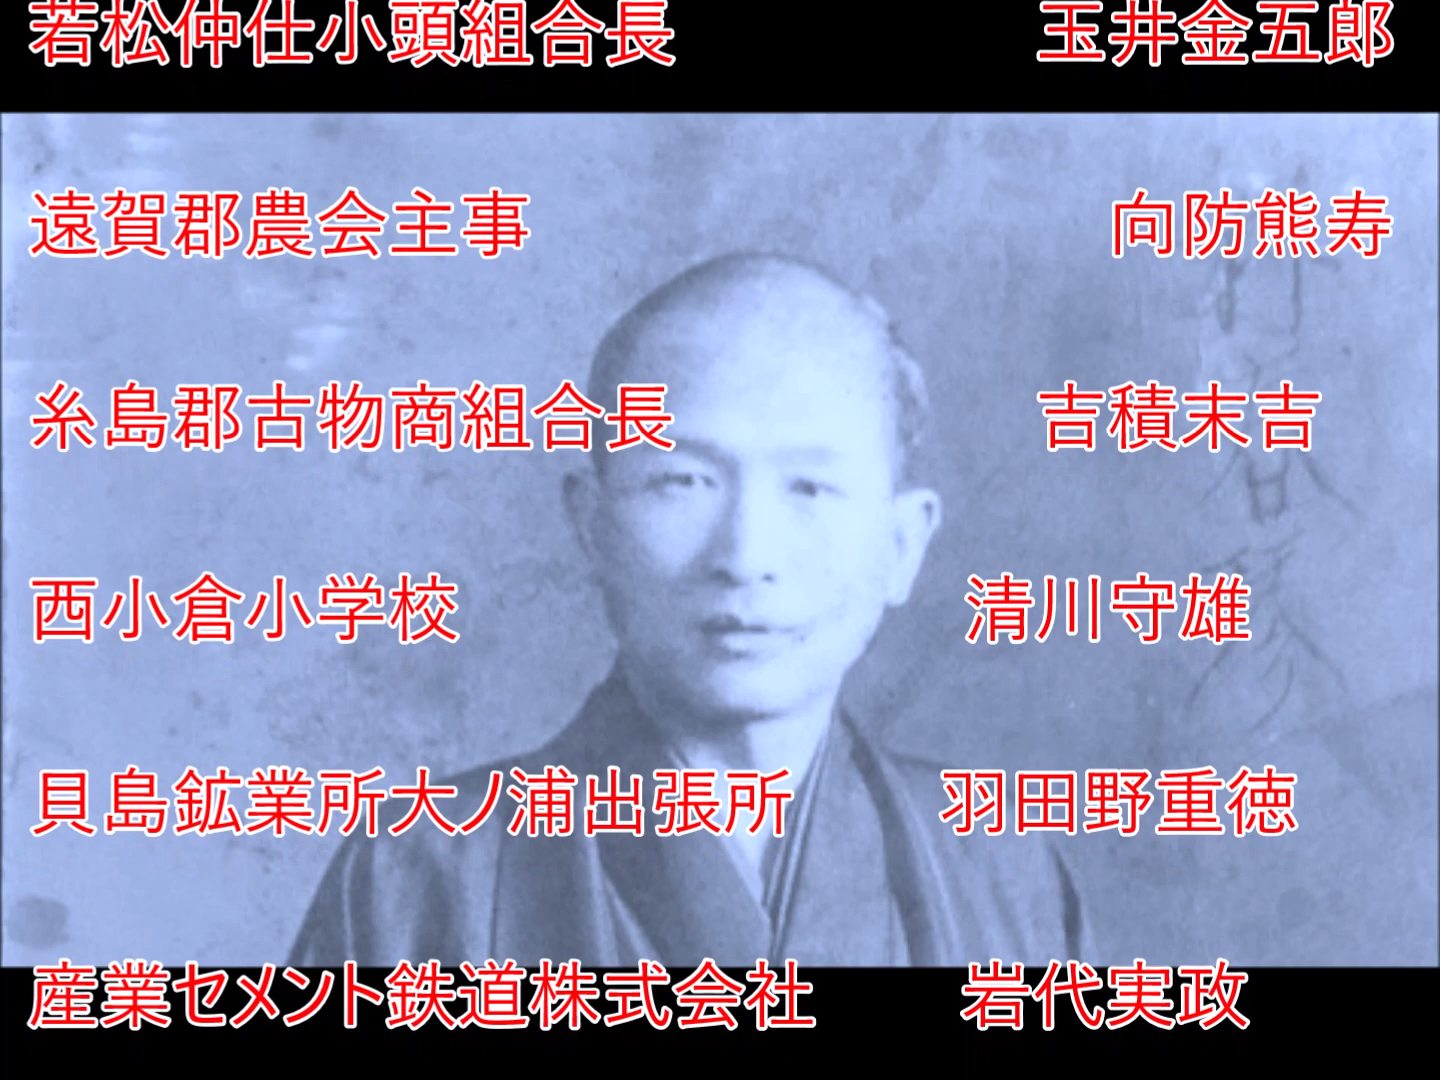 若松仲仕小頭組合長 玉井金五郎
遠賀郡農会主事 向防熊寿
糸島郡古物商組合長 吉積末吉
西小倉小学校 清川守雄
貝島鉱業所大ノ浦出張所 羽田野重徳
産業セメント鉄道株式会社 岩代実政